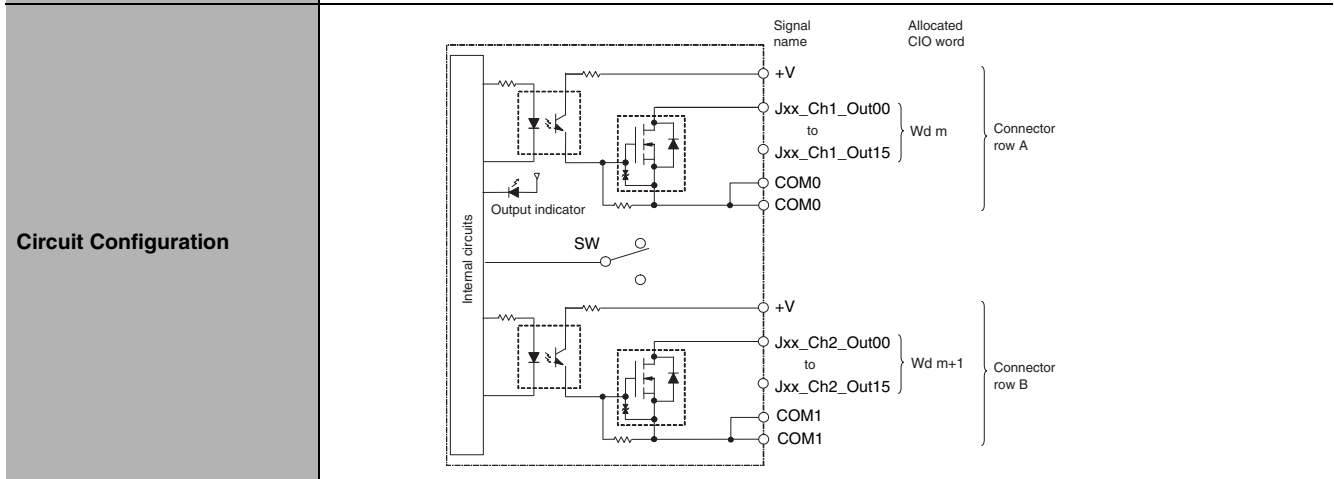 Circuit Configuration
Internal circuits
Output indicator
SW
Signal
name
Allocated
CIO word
+V
Jxx_Ch1_Out00
to
Jxx_Ch1_Out15
Wd m
COM0
COM0
Connector
row A
+V
Jxx_Ch2_Out00
to
Jxx_Ch2_Out15
Wd m+1
COM1
COM1
Connector
row B